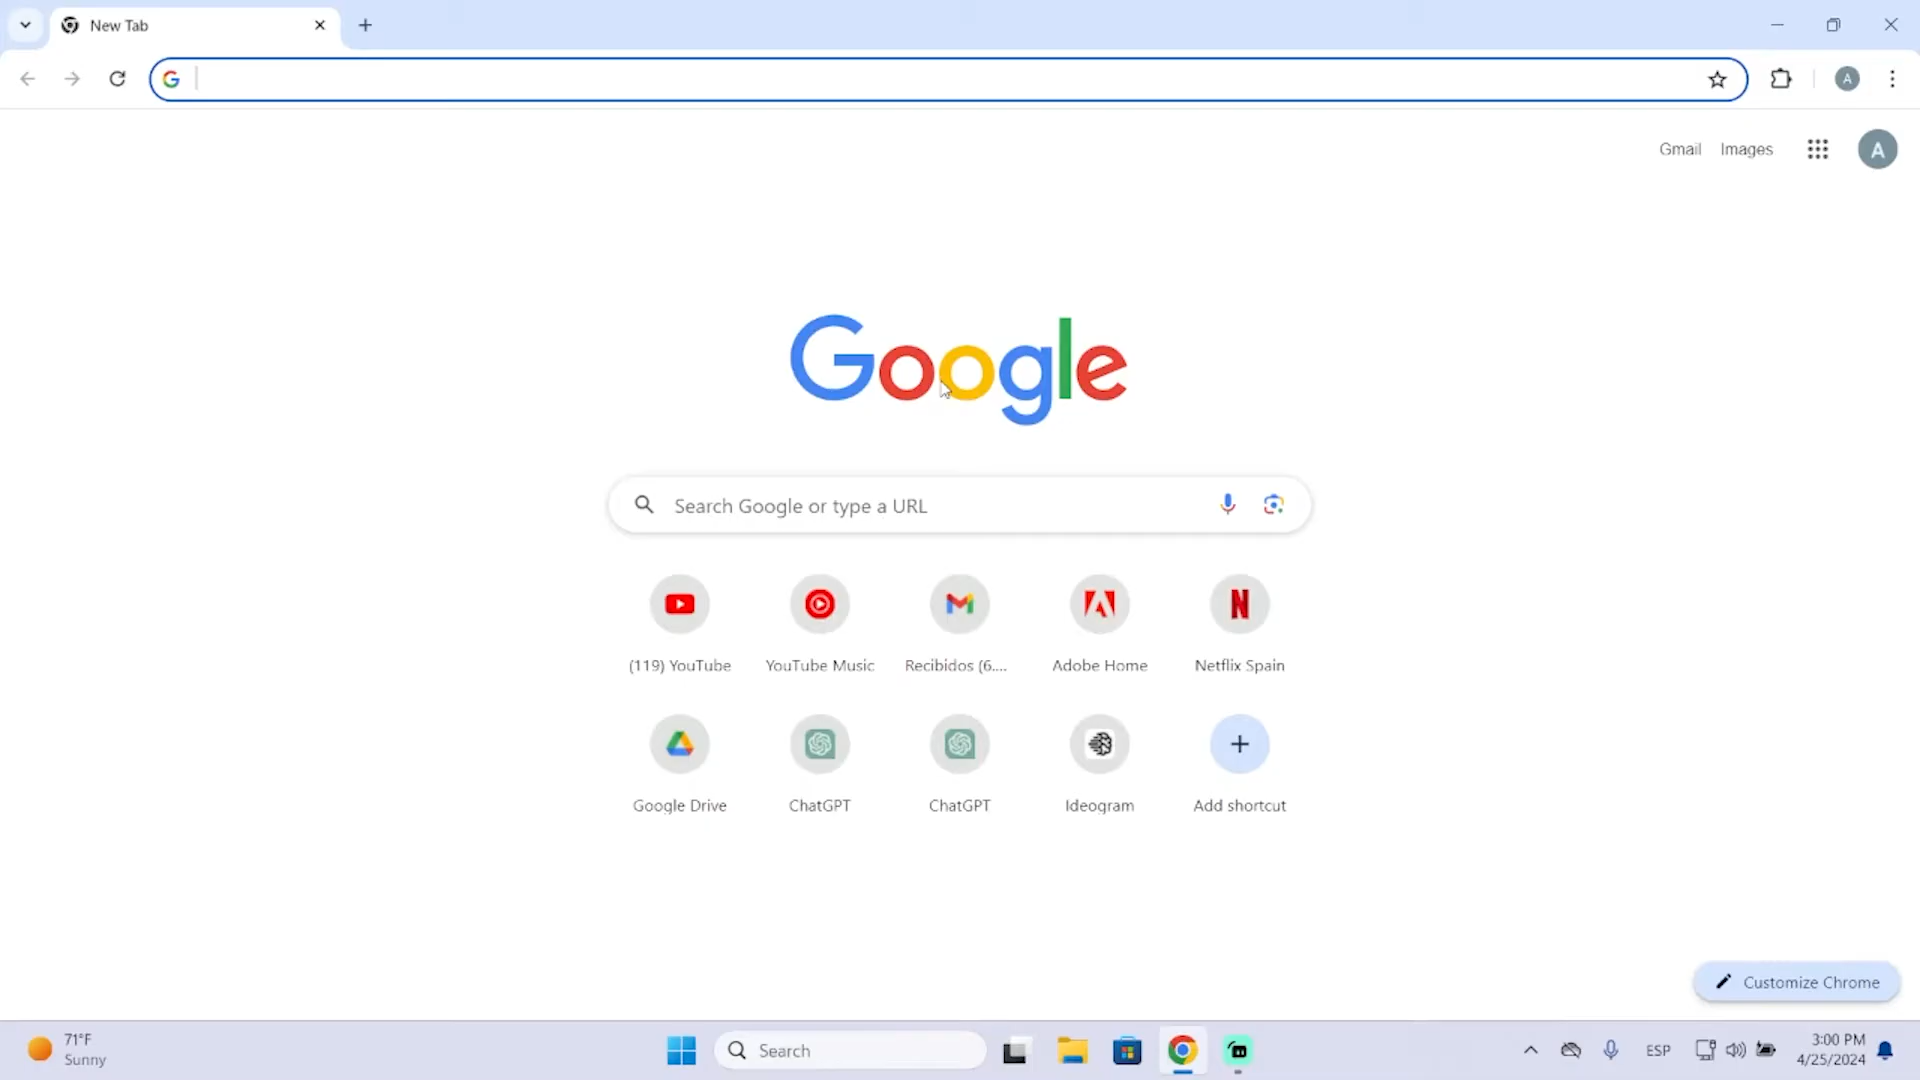 New Tab
Gmail Images
A
Google
Search Google or type a URL
(119) YouTube YouTube Music Recibidos (6.... Adobe Home Netflix Spain
Google Drive ChatGPT ChatGPT Ideogram Add shortcut
Customize Chrome
71°F
Sunny
Search
ESP
3:00 PM
4/25/2024